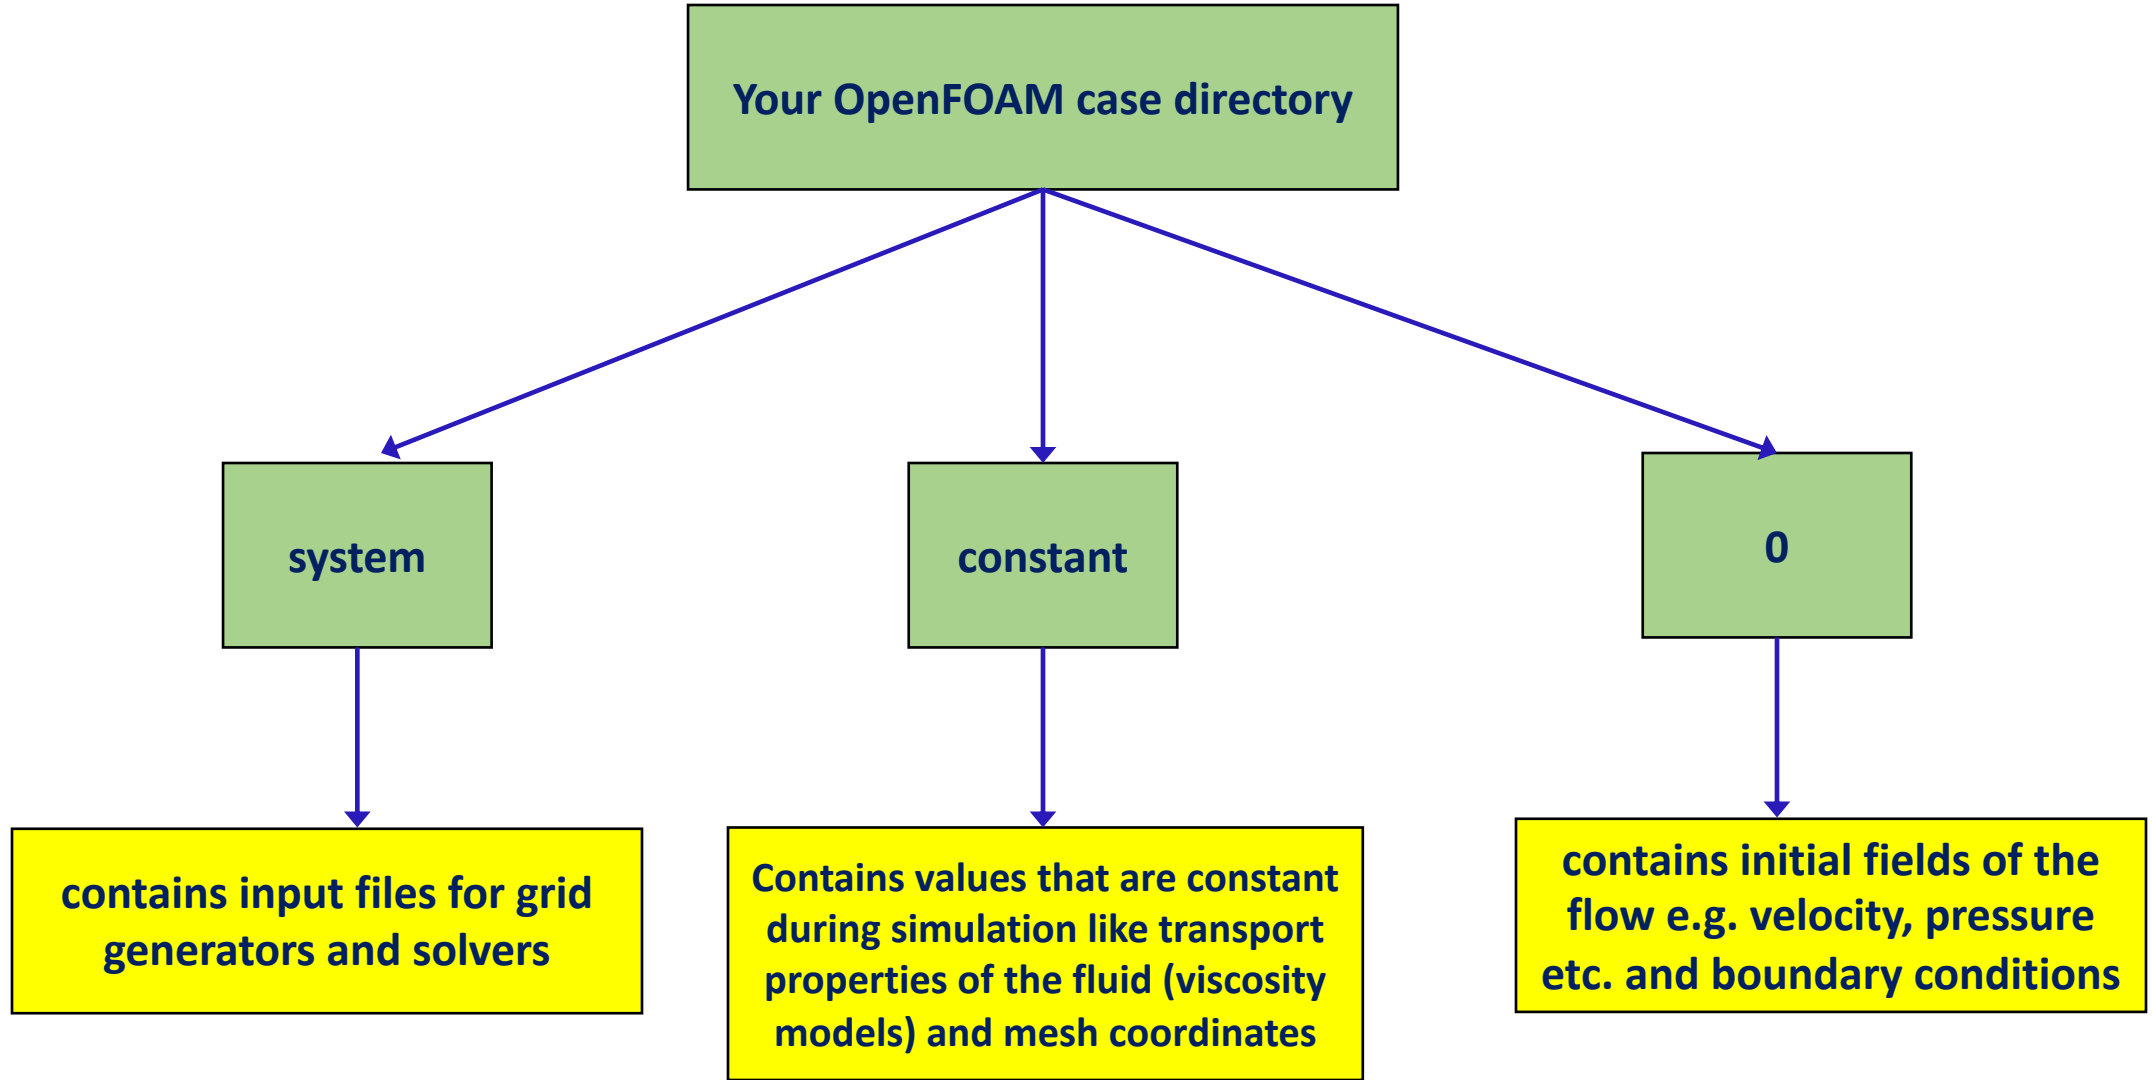 Your OpenFOAM case directory
system
constant
0
contains input files for grid
generators and solvers
Contains values that are constant
during simulation like transport
properties of the fluid (viscosity
models) and mesh coordinates
contains initial fields of the
flow e.g. velocity, pressure
etc. and boundary conditions